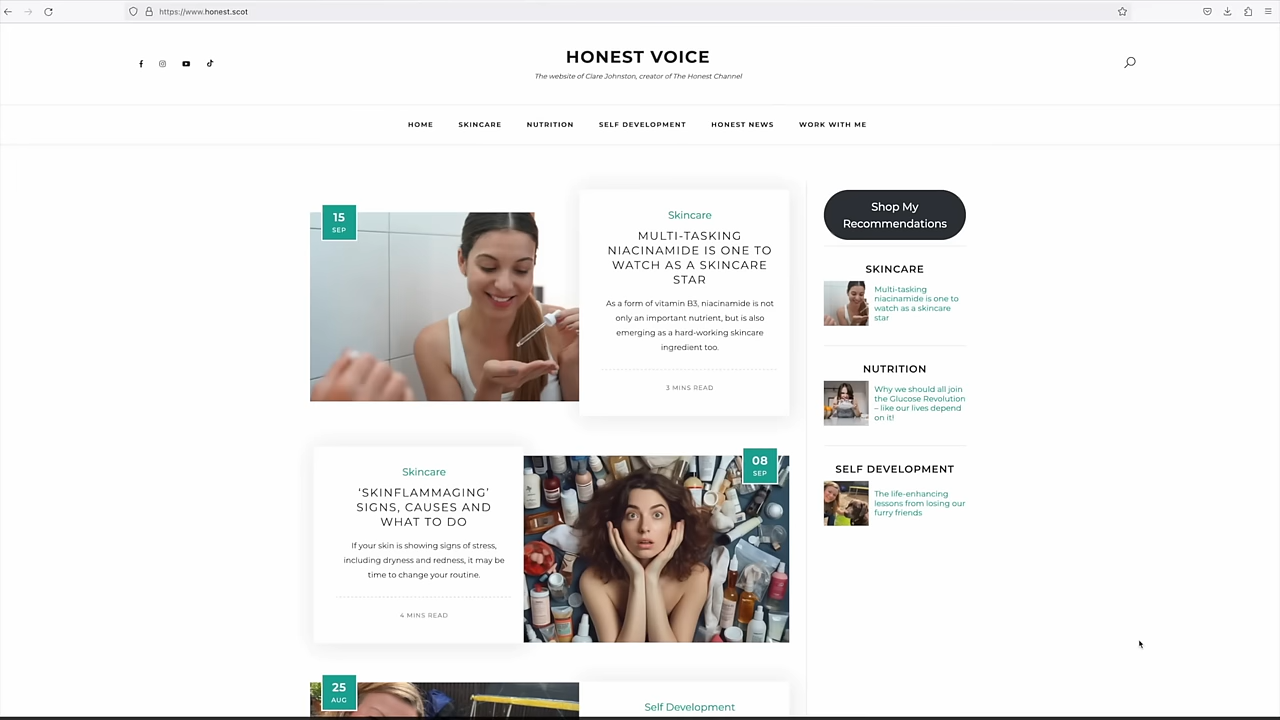 https://www.honest.scot
HONEST VOICE
The website of Clare Johnston, creator of The Honest Channel
HOME SKINCARE NUTRITION SELF DEVELOPMENT HONEST NEWS WORK WITH ME
15
SEP
Skincare
MULTI-TASKING
NIACINAMIDE IS ONE TO
WATCH AS A SKINCARE
STAR
As a form of vitamin B3, niacinamide is not
only an important nutrient, but is also
emerging as a hard-working skincare
ingredient too.
3 MINS READ
Skincare
‘SKINFLAMMAGING’
SIGNS, CAUSES AND
WHAT TO DO
If your skin is showing signs of stress,
including dryness and redness, it may be
time to change your routine.
4 MINS READ
08
SEP
25
AUG
Self Development
Shop My
Recommendations
SKINCARE
Multi-tasking
niacinamide is one to
watch as a skincare
star
NUTRITION
Why we should all join
the Glucose Revolution
– like our lives depend
on it!
SELF DEVELOPMENT
The life-enhancing
lessons from losing our
furry friends